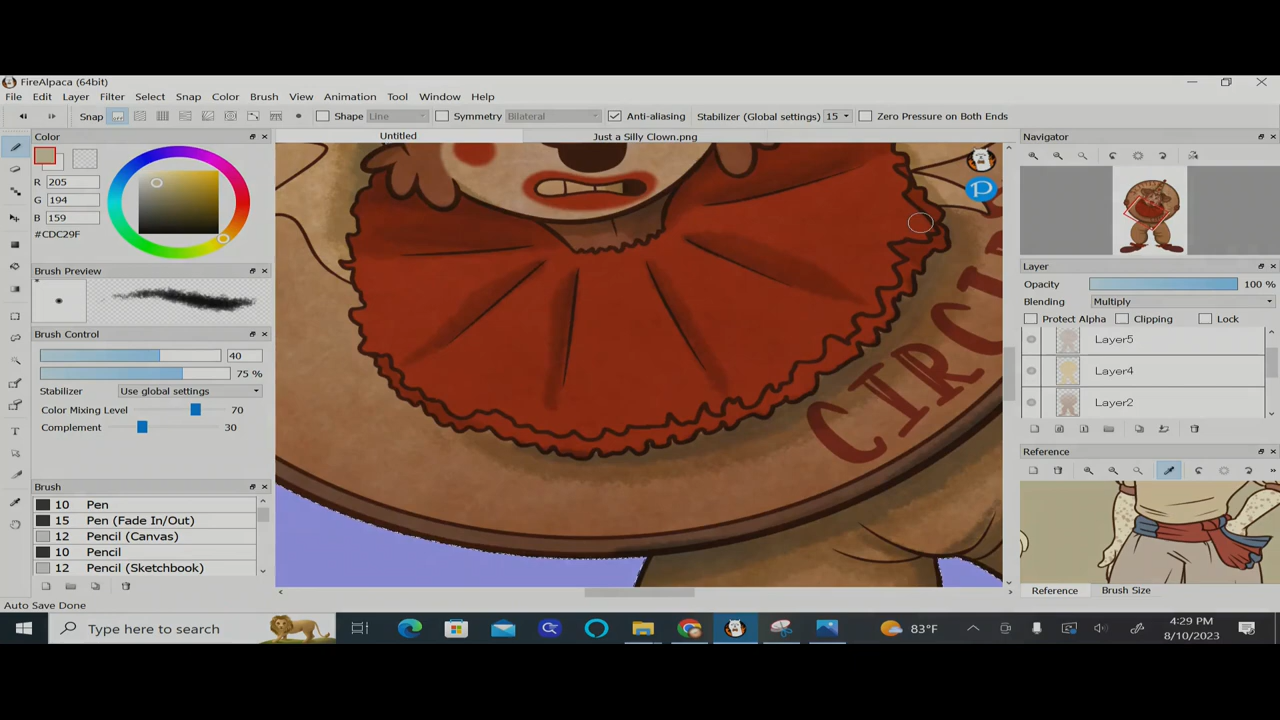 FireAlpaca (64bit)
File Edit Layer Filter Select Snap Color Brush View Animation Tool Window Help
Snap Shape Line Symmetry Bilateral Anti-aliasing Stabilizer (Global settings) 15 Zero Pressure on Both Ends
Color
Untitled
Just a Silly Clown.png
Navigator
R 205
G 194
B 159
#CDC29F
P
Brush Preview
Layer
Opacity 100 %
Blending Multiply
Protect Alpha Clipping Lock
Layer5
Layer4
Layer2
Brush Control
40
75 %
Stabilizer Use global settings
Color Mixing Level 70
Complement 30
CIRC
Reference
Brush
10 Pen
15 Pen (Fade In/Out)
12 Pencil (Canvas)
10 Pencil
12 Pencil (Sketchbook)
Reference Brush Size
Auto Save Done
Type here to search
83°F
4:29 PM
8/10/2023